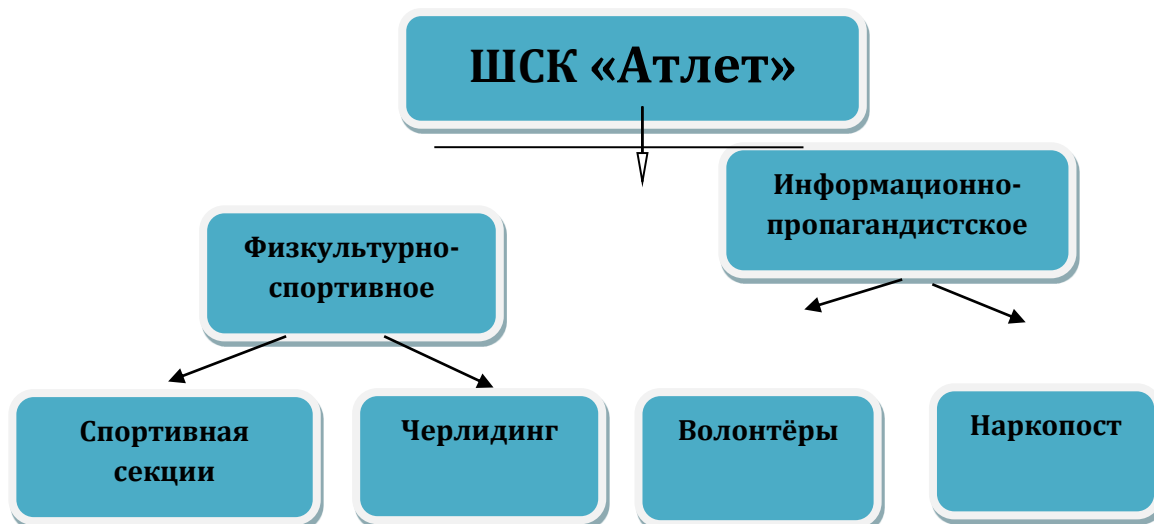 ШСК «Атлет»
Информационно-
пропагандистское
Физкультурно-
спортивное
Спортивная
секции
Черлидинг
Волонтёры
Наркопост